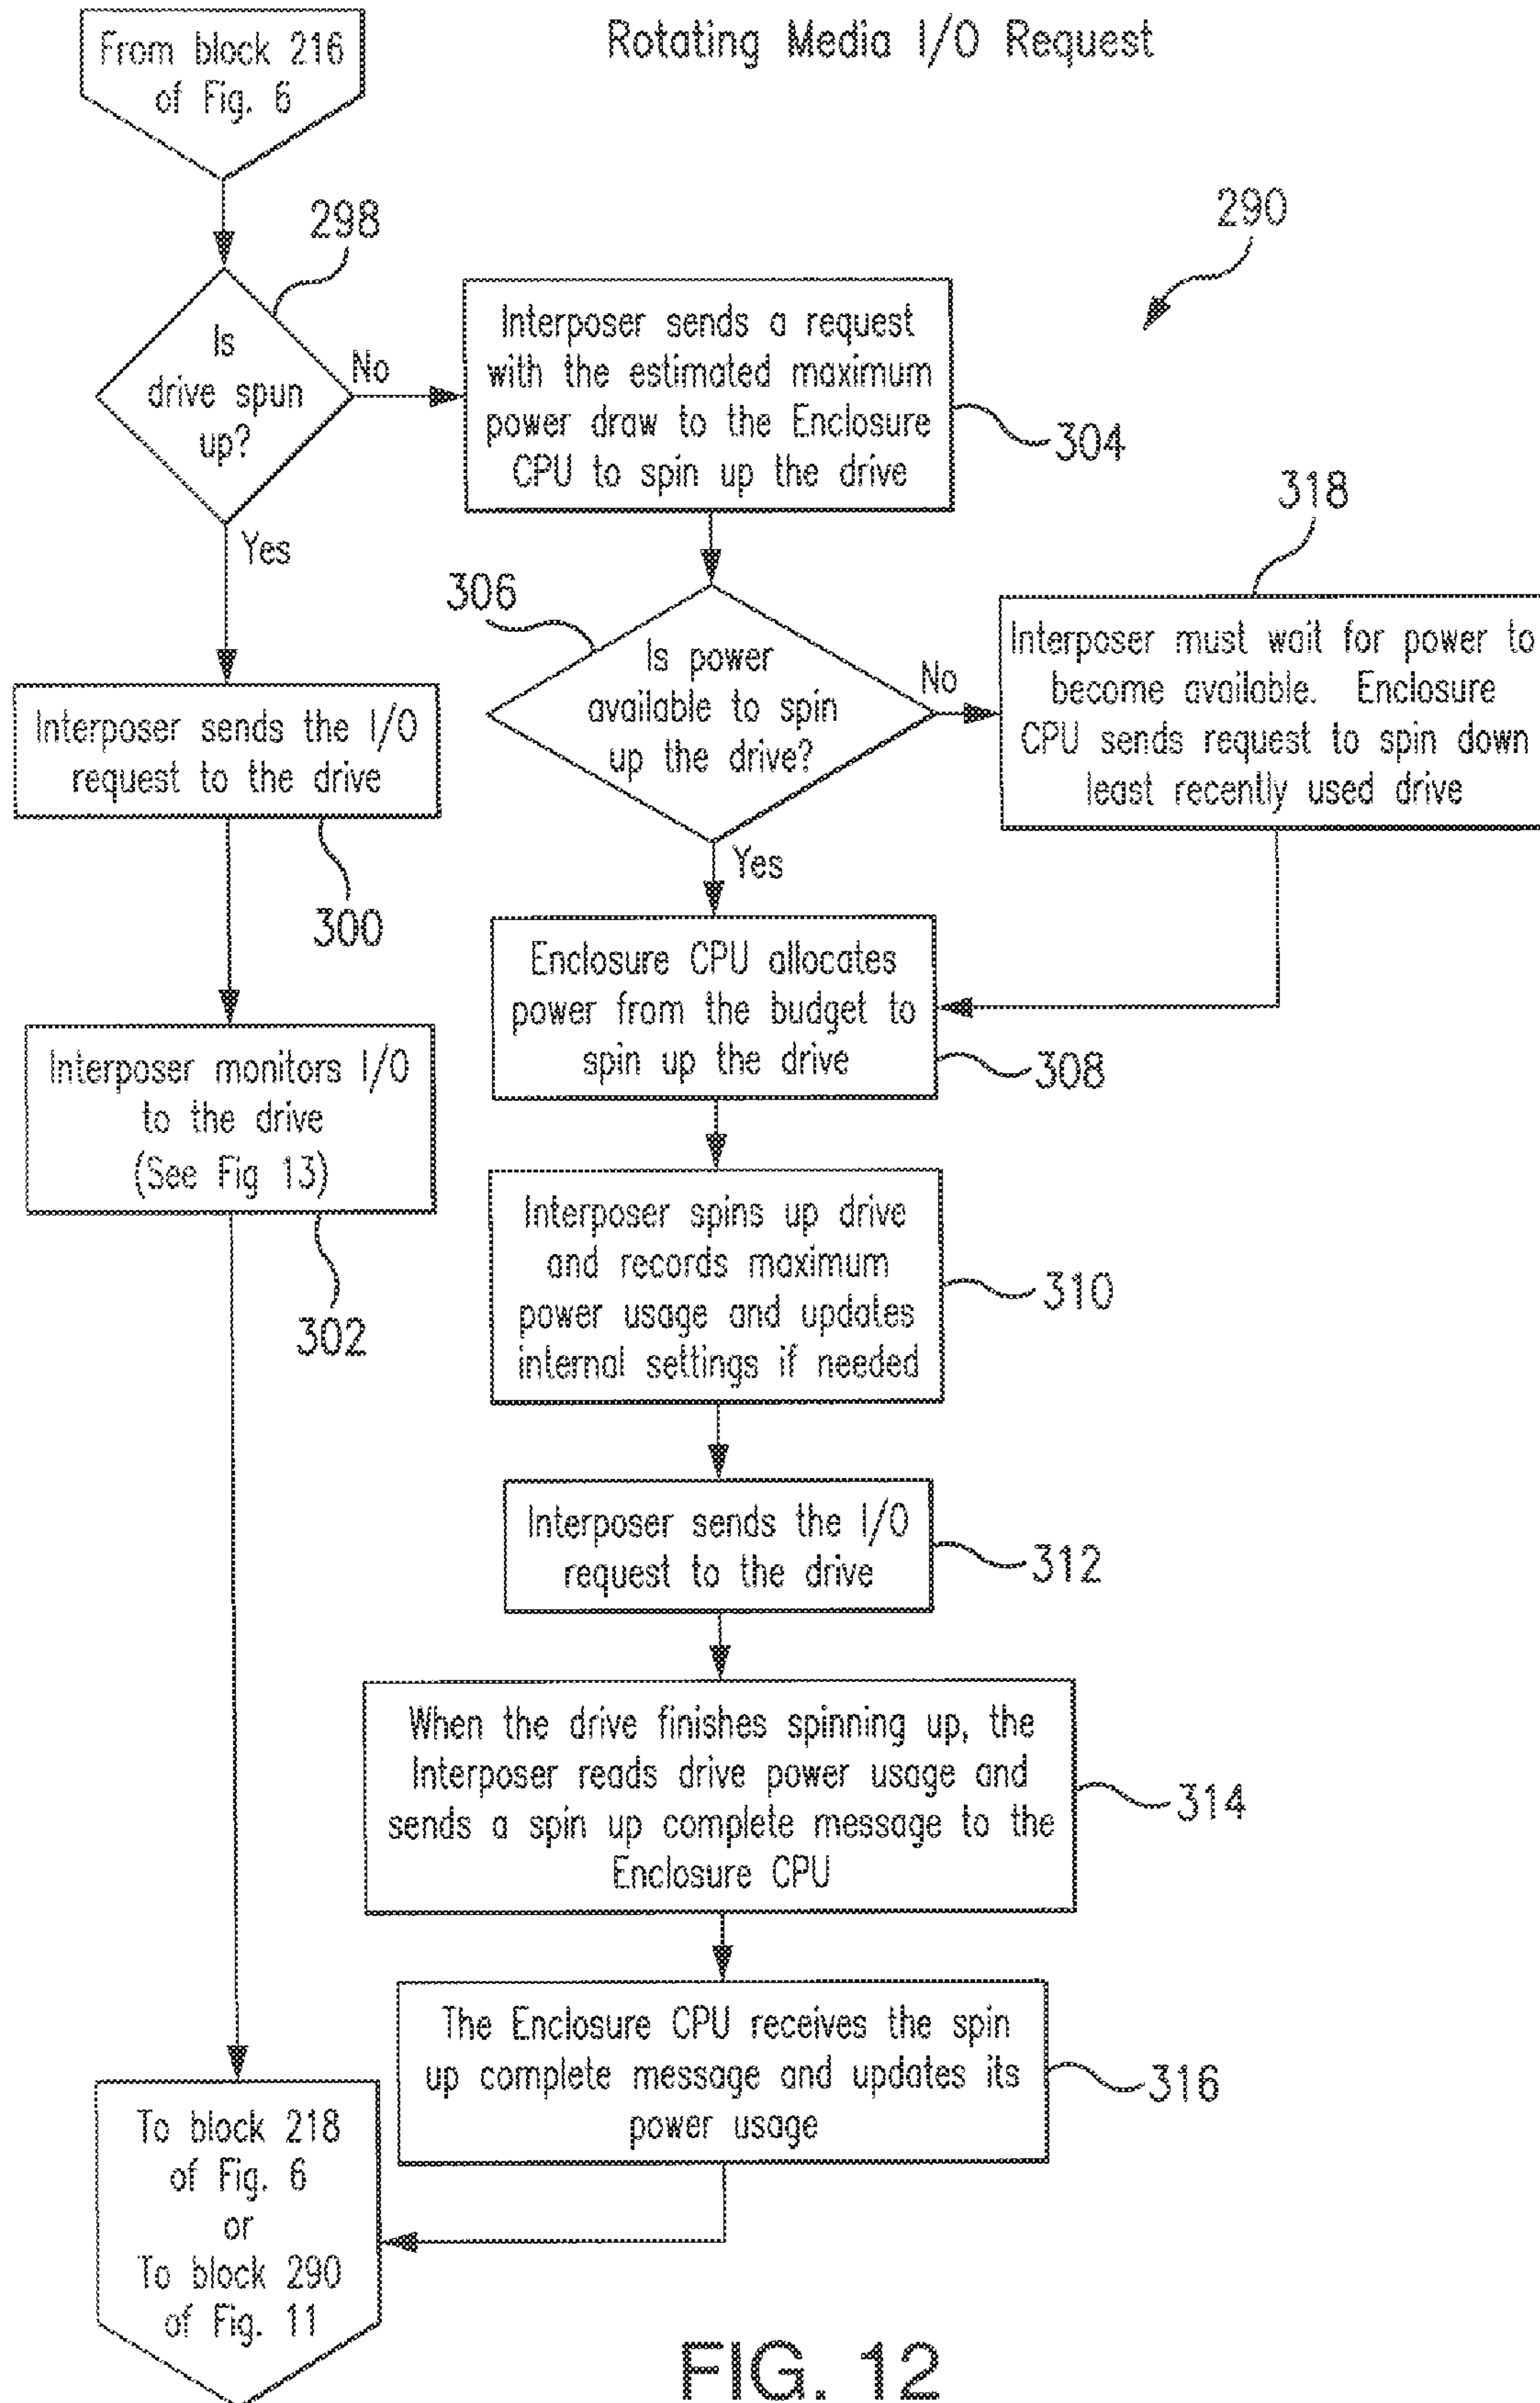 Rotating Media I/O Request
From block 216
of Fig. 6
290
298
Is
drive spun
up?
No
Yes
Interposer sends a request
with the estimated maximum
power draw to the Enclosure
CPU to spin up the drive
304
318
306
Is power
available to spin
up the drive?
No
Yes
Interposer must wait for power to
become available. Enclosure
CPU sends request to spin down
least recently used drive
Interposer sends the I/O
request to the drive
300
Enclosure CPU allocates
power from the budget to
spin up the drive
308
Interposer monitors I/O
to the drive
(See Fig 13)
302
Interposer spins up drive
and records maximum
power usage and updates
internal settings if needed
310
Interposer sends the I/O
request to the drive
312
When the drive finishes spinning up, the
Interposer reads drive power usage and
sends a spin up complete message to the
Enclosure CPU
314
The Enclosure CPU receives the spin
up complete message and updates its
power usage
316
To block 218
of Fig. 6
or
To block 290
of Fig. 11
FIG. 12